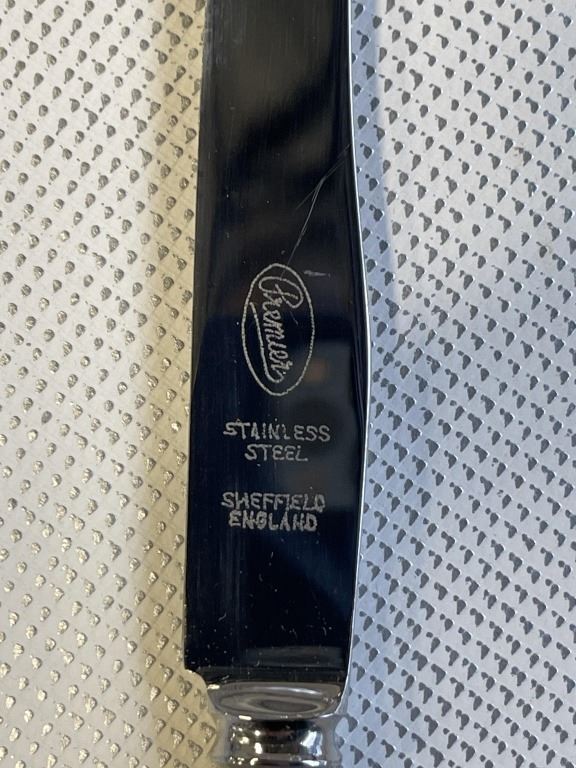 Premier
STAINLESS
STEEL
SHEFFIELD
ENGLAND